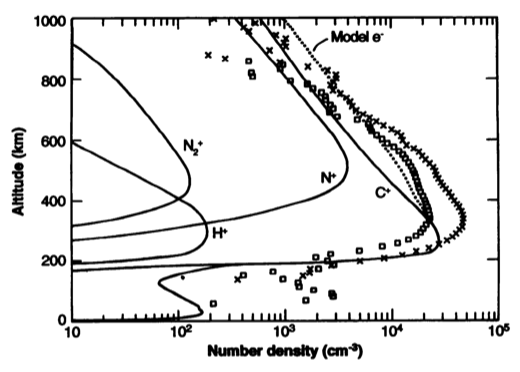 1000
800
600
400
200
0
Altitude (km)
Model e-
N₂⁺
N⁺
C⁺
H⁺
10 10² 10³ 10⁴ 10⁵
Number density (cm⁻³)